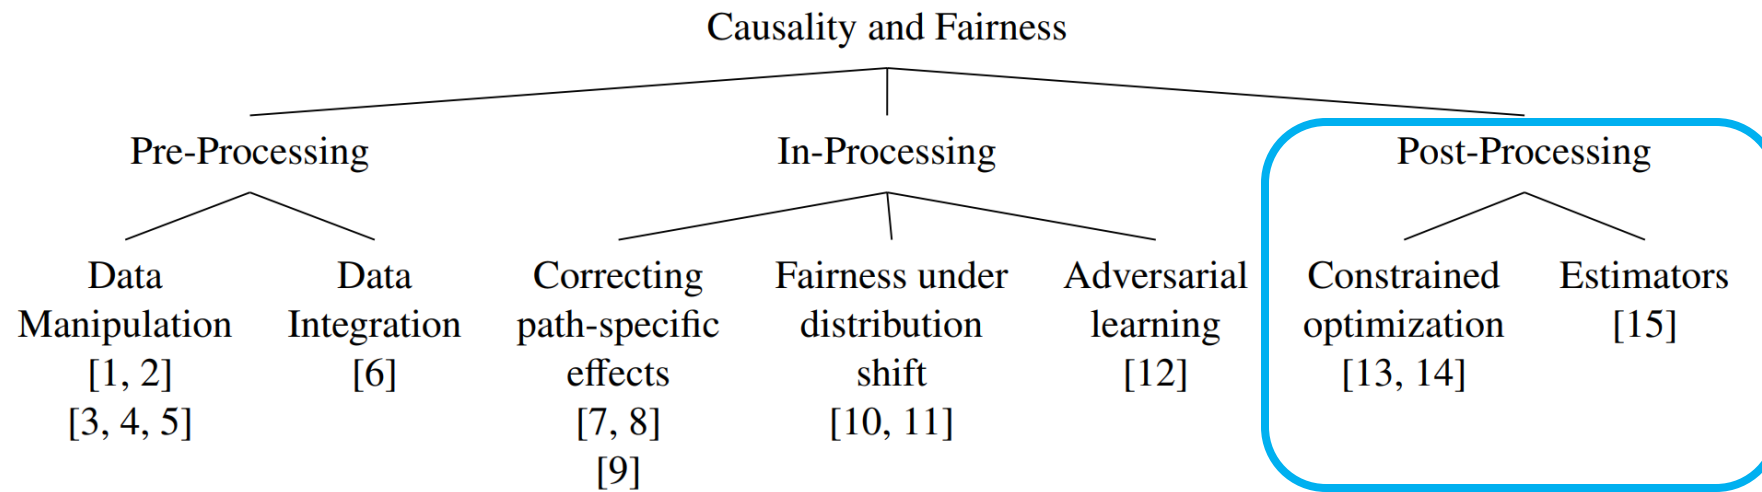 Causality and Fairness
Pre-Processing
In-Processing
Post-Processing
Data
Manipulation
[1, 2]
[3, 4, 5]
Data
Integration
[6]
Correcting
path-specific
effects
[7, 8]
[9]
Fairness under
distribution
shift
[10, 11]
Adversarial
learning
[12]
Constrained
optimization
[13, 14]
Estimators
[15]